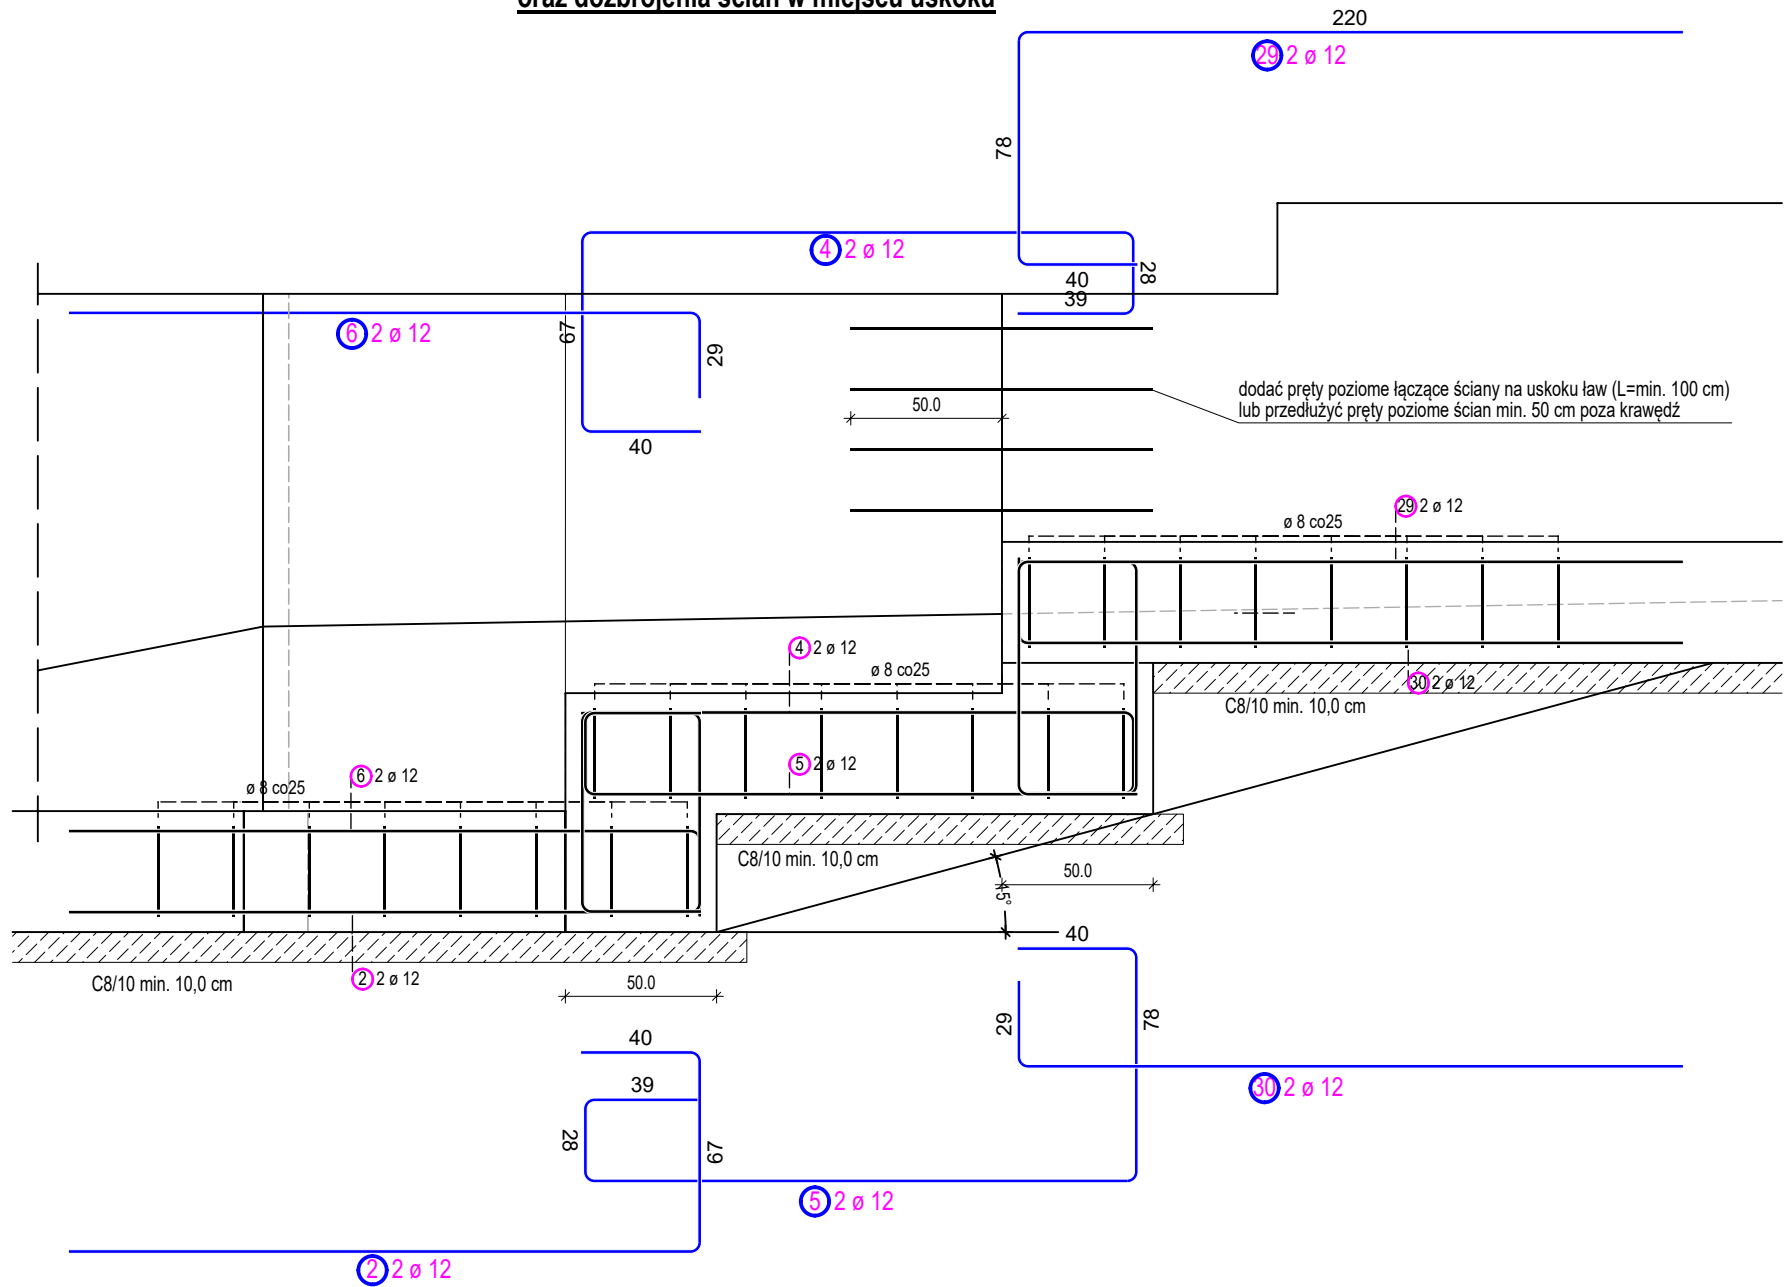 oraz dozbrojenia ścian w miejscu uskoku
220
29 2 ø 12
78
4 2 ø 12
28
40
39
6 2 ø 12
67
29
40
50.0
dodać pręty poziome łączące ściany na uskoku ław (L=min. 100 cm)
lub przedłużyć pręty poziome ścian min. 50 cm poza krawędź
29 2 ø 12
ø 8 co25
4 2 ø 12
ø 8 co25
30 2 ø 12
C8/10 min. 10,0 cm
5 2 ø 12
6 2 ø 12
ø 8 co25
C8/10 min. 10,0 cm
50.0
40
C8/10 min. 10,0 cm
2 2 ø 12
50.0
29
78
40
39
28
67
30 2 ø 12
5 2 ø 12
2 2 ø 12